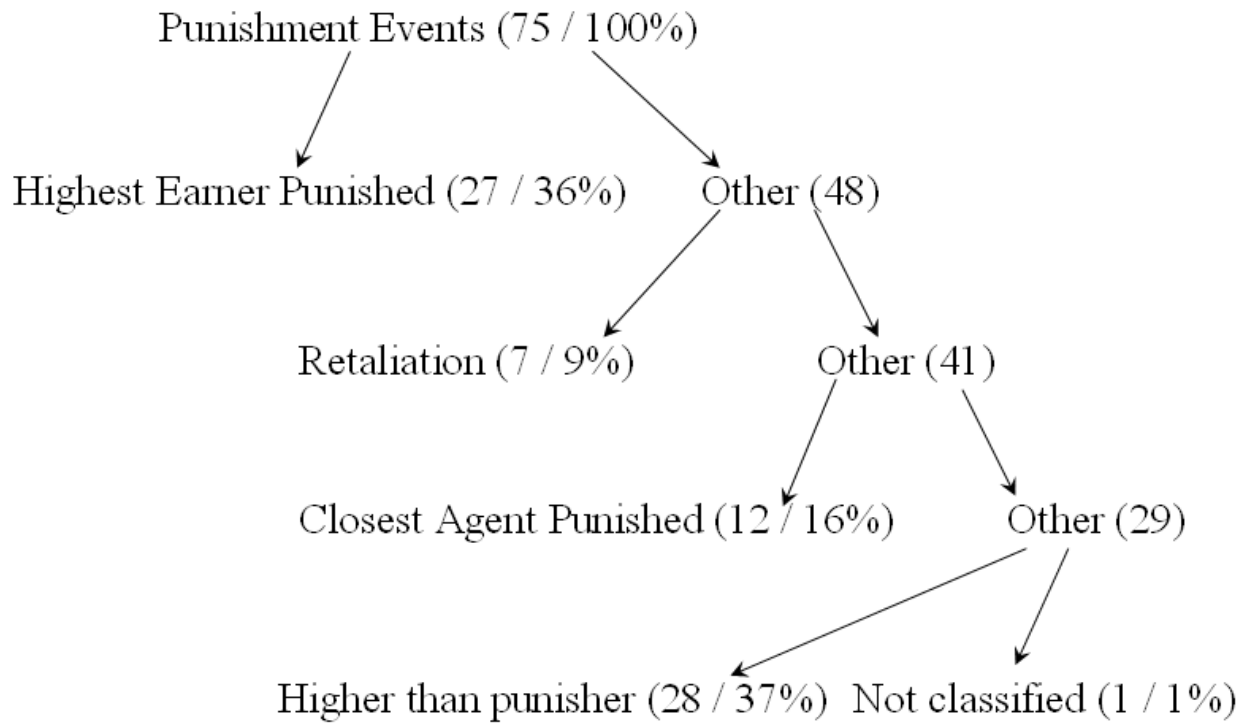 Punishment Events (75 / 100%)
Highest Earner Punished (27 / 36%) Other (48)
Retaliation (7 / 9%) Other (41)
Closest Agent Punished (12 / 16%) Other (29)
Higher than punisher (28 / 37%) Not classified (1 / 1%)